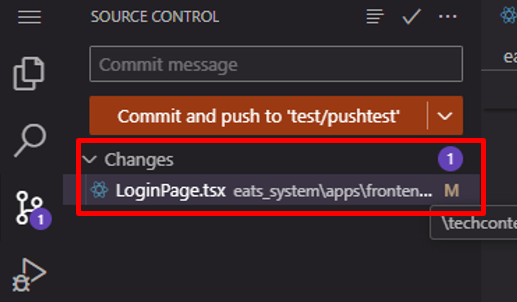 SOURCE CONTROL
Commit message
Commit and push to 'test/pushtest'
Changes 1
LoginPage.tsx eats_system\apps\fronten... M
1
\techconte
ea